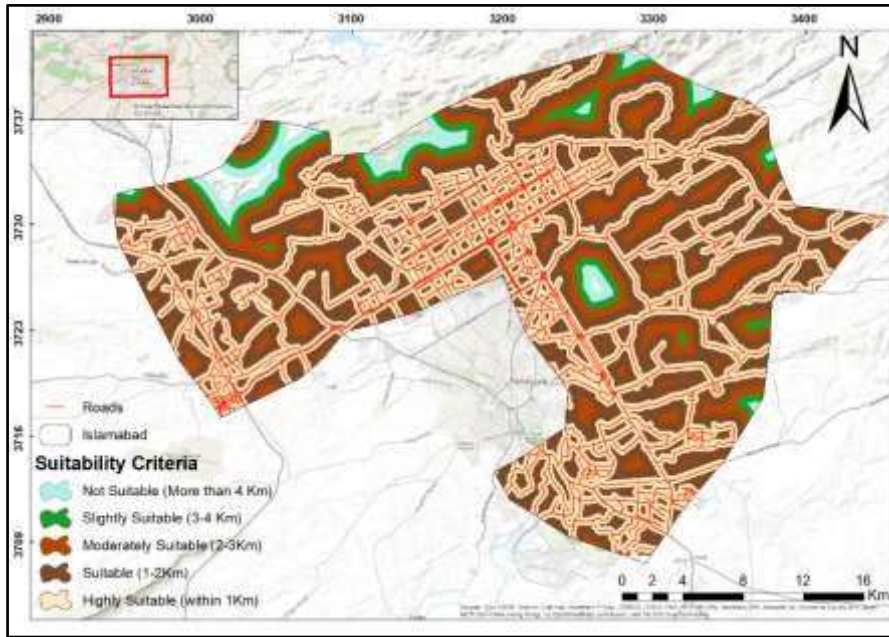 2900 3000 3100 3200 3300 3400
N
3737
3730
3723
3716
3709
Roads
Islamabad
Suitability Criteria
Not Suitable (More than 4 Km)
Slightly Suitable (3-4 Km)
Moderately Suitable (2-3Km)
Suitable (1-2Km)
Highly Suitable (within 1Km)
0 2 4 8 12 16
Km